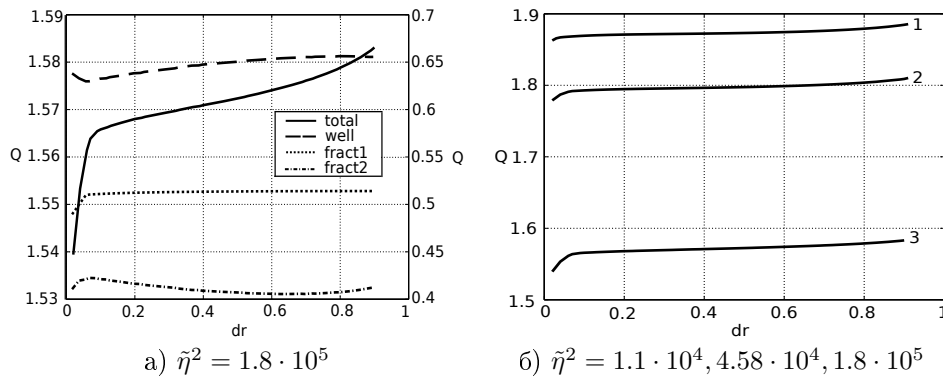 1.59
1.58
1.57
1.56
1.55
1.54
1.53
Q
0.7
0.65
0.6
0.55
0.5
0.45
0.4
Q
total
well
fract1
fract2
0 0.2 0.4 0.6 0.8 1
dr
а) η̃² = 1.8 · 10⁵
1.9
1.8
1.7
1.6
1.5
Q
1
2
3
0 0.2 0.4 0.6 0.8 1
dr
б) η̃² = 1.1 · 10⁴, 4.58 · 10⁴, 1.8 · 10⁵